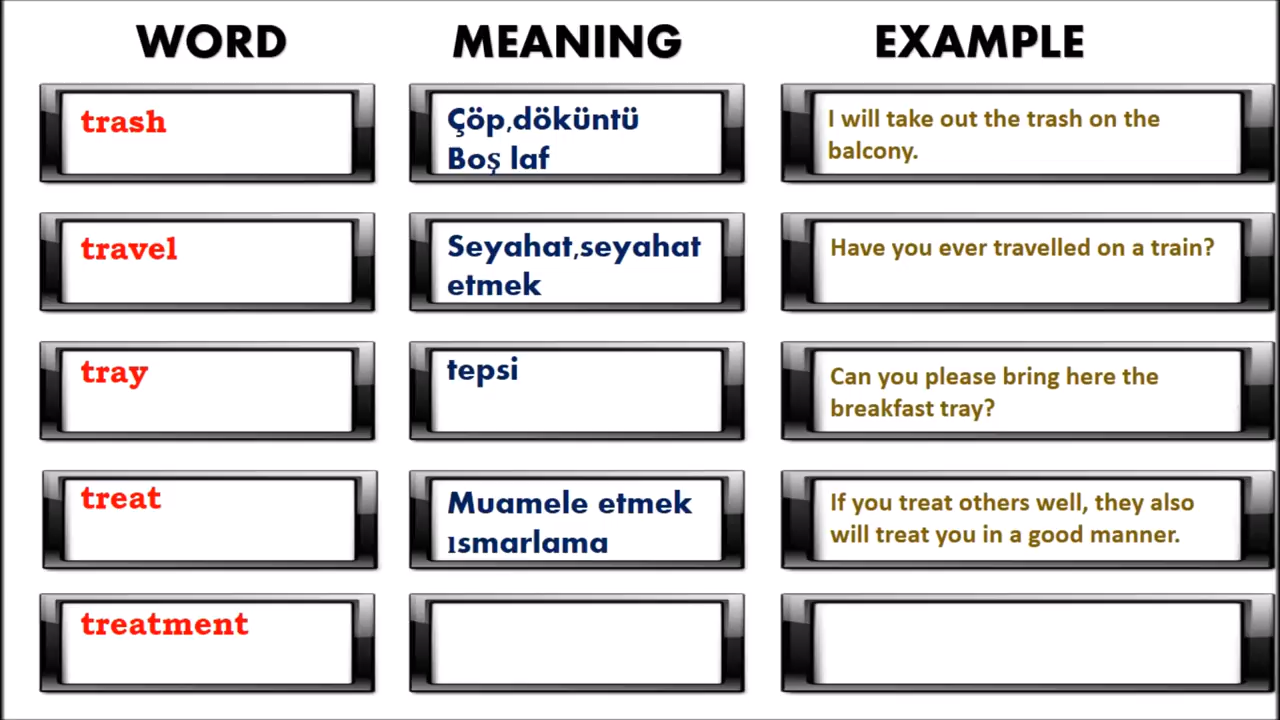 WORD MEANING EXAMPLE
trash
Çöp,döküntü
Boş laf
I will take out the trash on the
balcony.
travel
Seyahat,seyahat
etmek
Have you ever travelled on a train?
tray
tepsi
Can you please bring here the
breakfast tray?
treat
Muamele etmek
ısmarlama
If you treat others well, they also
will treat you in a good manner.
treatment